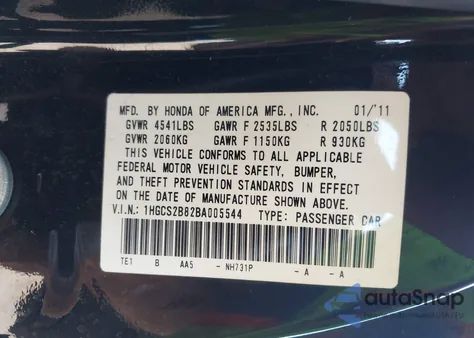 MFD. BY HONDA OF AMERICA MFG., INC. 01/'11
GVWR 4541LBS GAWR F 2535LBS R 2050LBS
GVWR 2060KG GAWR F 1150KG R 930KG
THIS VEHICLE CONFORMS TO ALL APPLICABLE
FEDERAL MOTOR VEHICLE SAFETY, BUMPER,
AND THEFT PREVENTION STANDARDS IN EFFECT
ON THE DATE OF MANUFACTURE SHOWN ABOVE.
V.I.N.: 1HGCS2B82BA005544 TYPE: PASSENGER CAR
TE1 B AA5 - NH731P - A - A
autoSnap